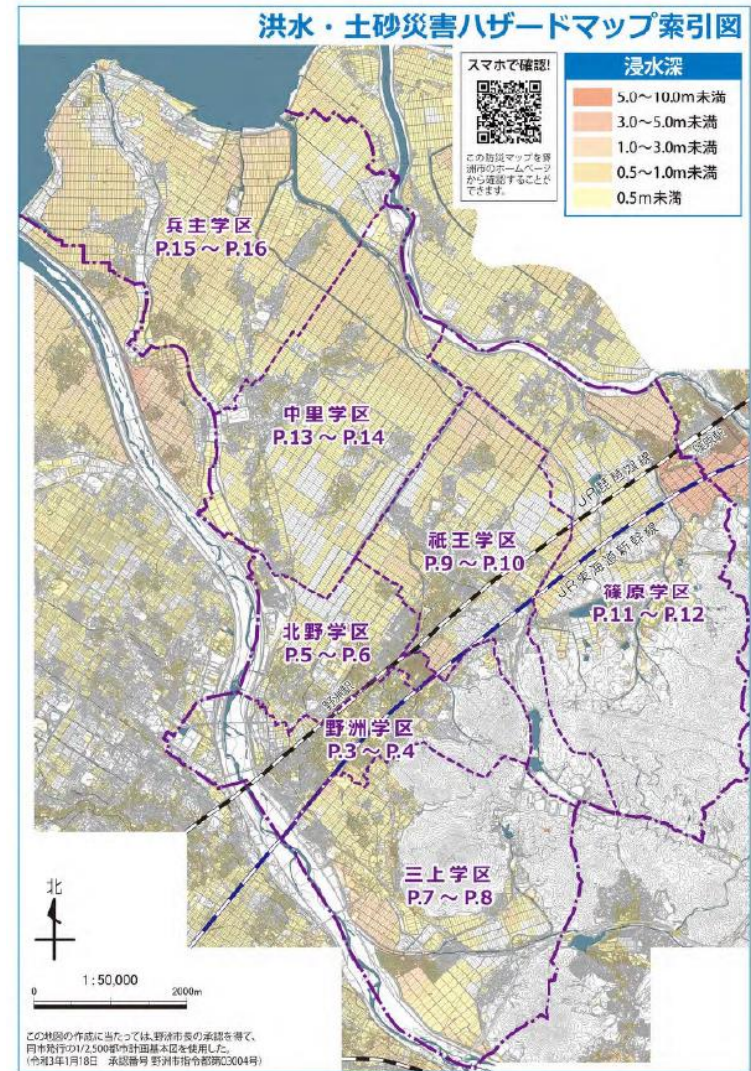 洪水・土砂災害ハザードマップ索引図
スマホで確認!
この防災マップを野
洲市のホームページ
から確認することが
できます。
浸水深
5.0～10.0m未満
3.0～5.0m未満
1.0～3.0m未満
0.5～1.0m未満
0.5m未満
兵主学区
P.15 ～ P.16
中里学区
P.13 ～ P.14
JR琵琶湖線
篠原駅
祇王学区
P.9 ～ P.10
JR東海道新幹線
篠原学区
P.11 ～ P.12
北野学区
P.5 ～ P.6
野洲駅
野洲学区
P.3 ～ P.4
三上学区
P.7 ～ P.8
北
1:50,000
0 2000m
この地図の作成に当たっては、野洲市長の承認を得て、
同市発行の1/2,500都市計画基本図を使用した。
(令和3年1月18日 承認番号 野洲市指令都第03004号)